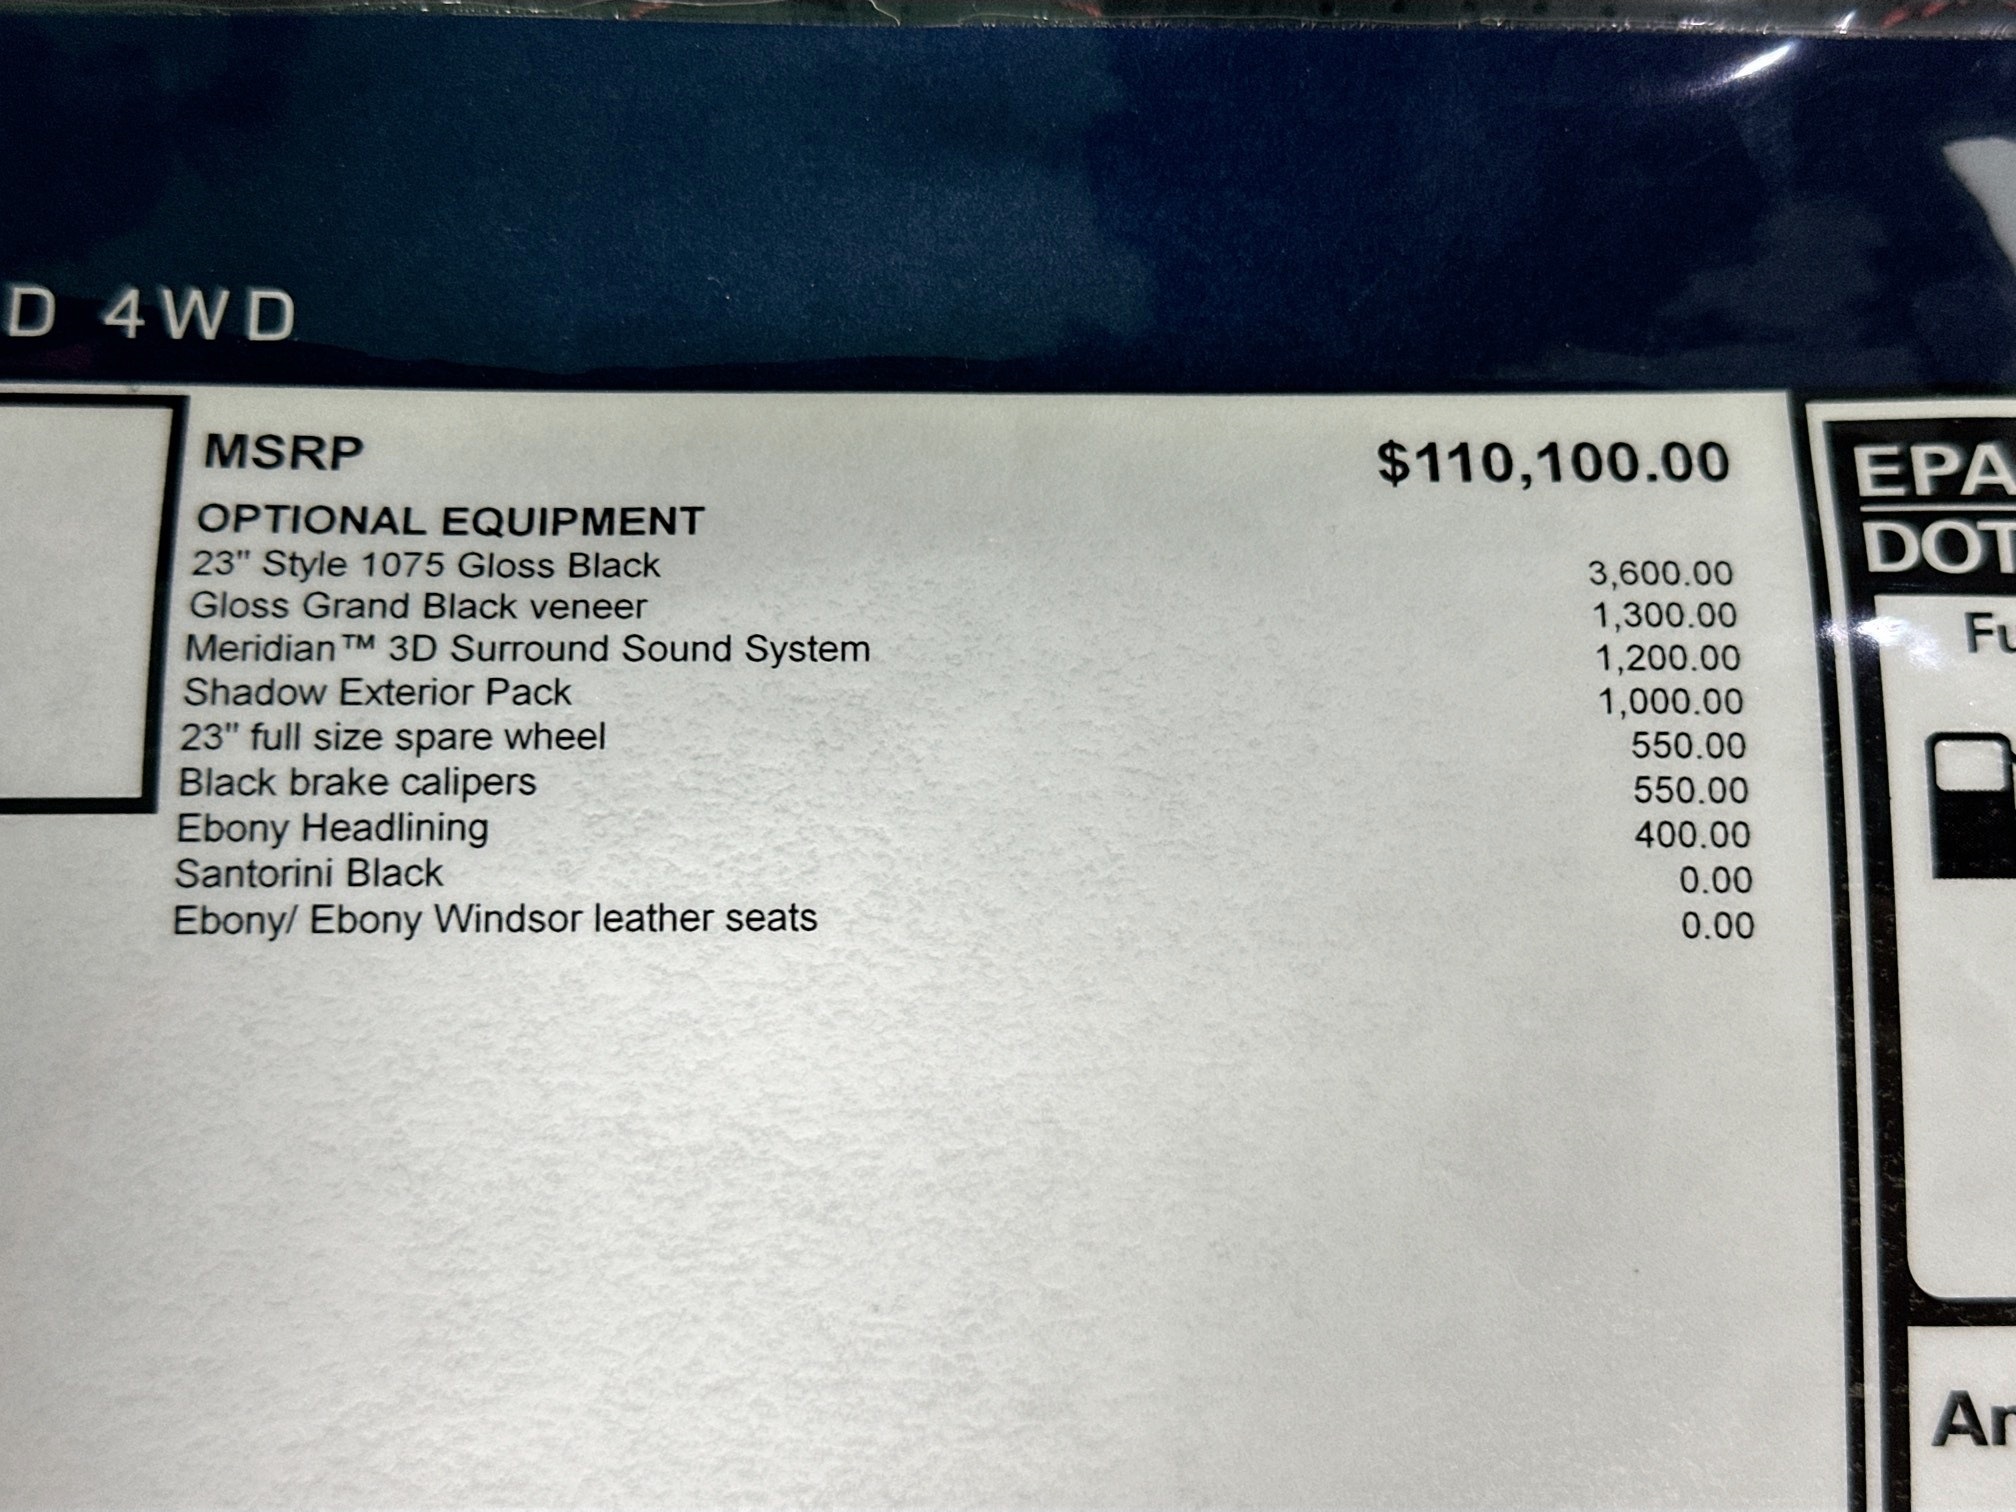 D 4WD
MSRP $110,100.00
OPTIONAL EQUIPMENT
23" Style 1075 Gloss Black 3,600.00
Gloss Grand Black veneer 1,300.00
Meridian™ 3D Surround Sound System 1,200.00
Shadow Exterior Pack 1,000.00
23" full size spare wheel 550.00
Black brake calipers 550.00
Ebony Headlining 400.00
Santorini Black 0.00
Ebony/ Ebony Windsor leather seats 0.00
EPA
DOT
Fu
An